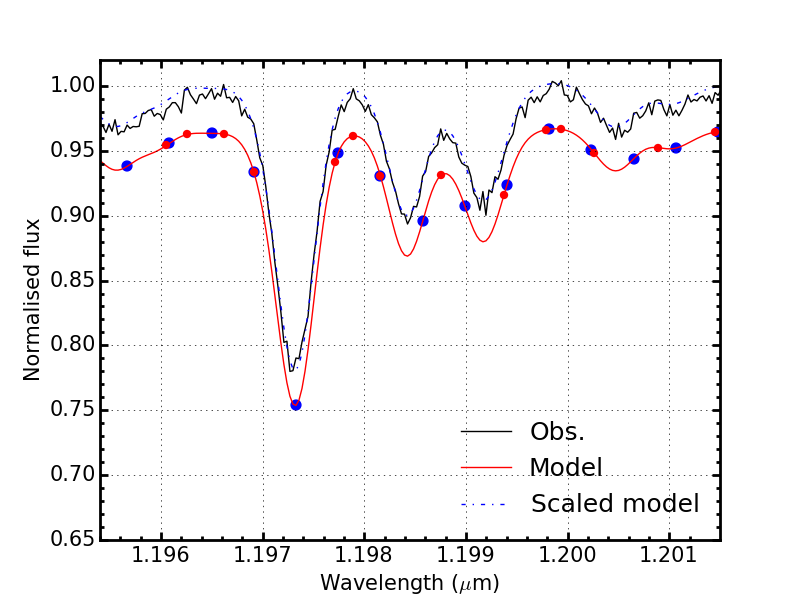 1.00
0.95
0.90
0.85
0.80
0.75
0.70
0.65
Normalised flux
Obs.
Model
Scaled model
1.196 1.197 1.198 1.199 1.200 1.201
Wavelength (μm)